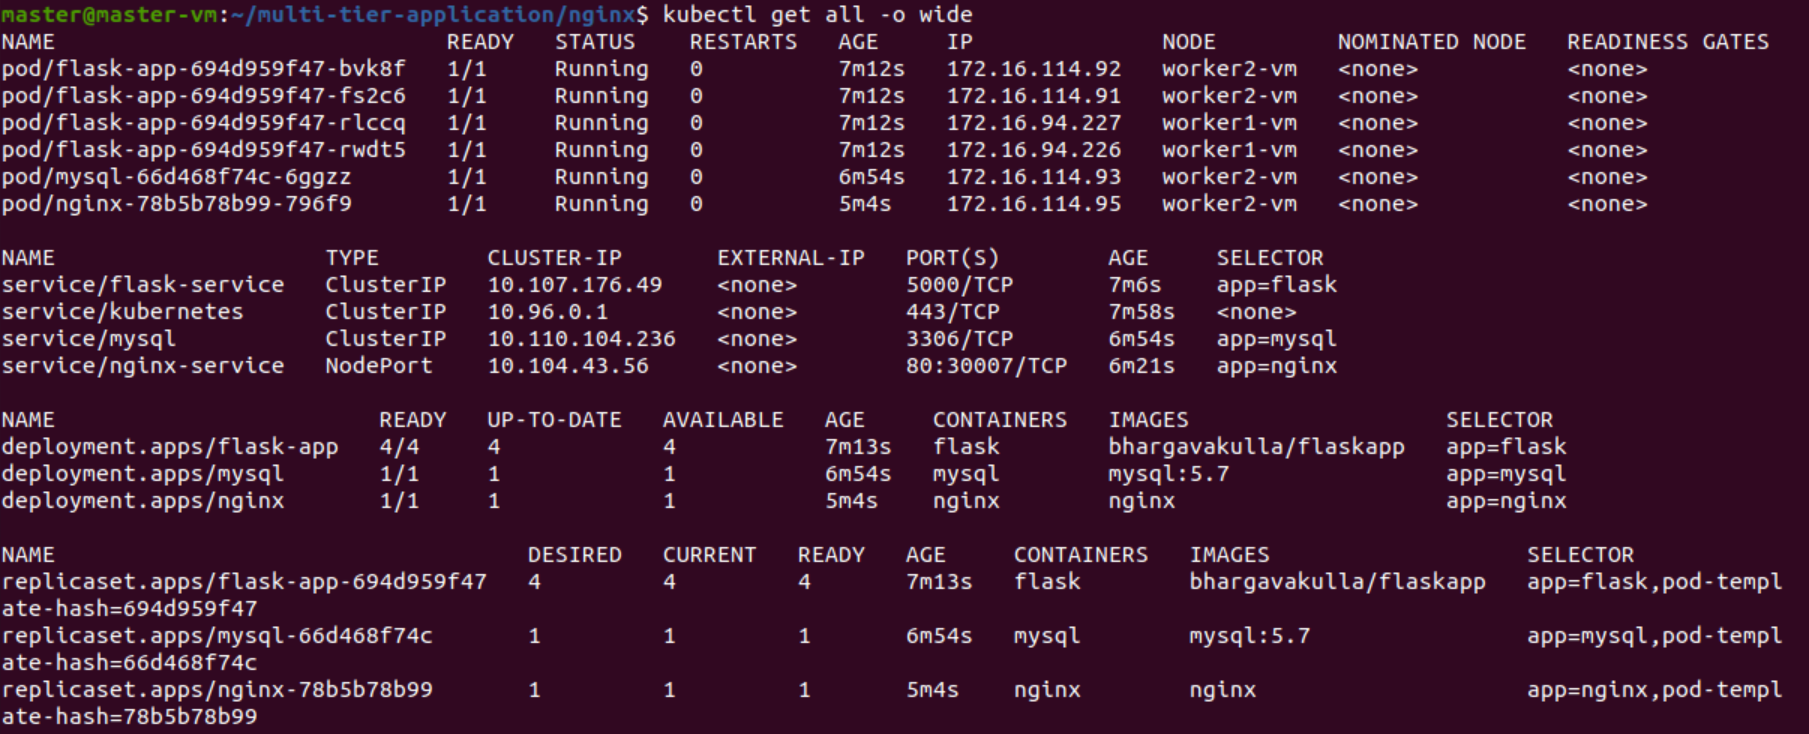 master@master-vm:~/multi-tier-application/nginx$ kubectl get all -o wide
NAME                             READY   STATUS    RESTARTS   AGE     IP              NODE         NOMINATED NODE   READINESS GATES
pod/flask-app-694d959f47-bvk8f   1/1     Running   0          7m12s   172.16.114.92   worker2-vm   <none>           <none>
pod/flask-app-694d959f47-fs2c6   1/1     Running   0          7m12s   172.16.114.91   worker2-vm   <none>           <none>
pod/flask-app-694d959f47-rlccq   1/1     Running   0          7m12s   172.16.94.227   worker1-vm   <none>           <none>
pod/flask-app-694d959f47-rwdt5   1/1     Running   0          7m12s   172.16.94.226   worker1-vm   <none>           <none>
pod/mysql-66d468f74c-6ggzz       1/1     Running   0          6m54s   172.16.114.93   worker2-vm   <none>           <none>
pod/nginx-78b5b78b99-796f9       1/1     Running   0          5m4s    172.16.114.95   worker2-vm   <none>           <none>

NAME                    TYPE        CLUSTER-IP       EXTERNAL-IP   PORT(S)        AGE     SELECTOR
service/flask-service   ClusterIP   10.107.176.49    <none>        5000/TCP       7m6s    app=flask
service/kubernetes      ClusterIP   10.96.0.1        <none>        443/TCP        7m58s   <none>
service/mysql           ClusterIP   10.110.104.236   <none>        3306/TCP       6m54s   app=mysql
service/nginx-service   NodePort    10.104.43.56     <none>        80:30007/TCP   6m21s   app=nginx

NAME                        READY   UP-TO-DATE   AVAILABLE   AGE     CONTAINERS   IMAGES                   SELECTOR
deployment.apps/flask-app   4/4     4            4           7m13s   flask        bhargavakulla/flaskapp   app=flask
deployment.apps/mysql       1/1     1            1           6m54s   mysql        mysql:5.7                app=mysql
deployment.apps/nginx       1/1     1            1           5m4s    nginx        nginx                    app=nginx

NAME                                   DESIRED   CURRENT   READY   AGE     CONTAINERS   IMAGES                   SELECTOR
replicaset.apps/flask-app-694d959f47   4         4         4       7m13s   flask        bhargavakulla/flaskapp   app=flask,pod-templ
ate-hash=694d959f47
replicaset.apps/mysql-66d468f74c       1         1         1       6m54s   mysql        mysql:5.7                app=mysql,pod-templ
ate-hash=66d468f74c
replicaset.apps/nginx-78b5b78b99       1         1         1       5m4s    nginx        nginx                    app=nginx,pod-templ
ate-hash=78b5b78b99